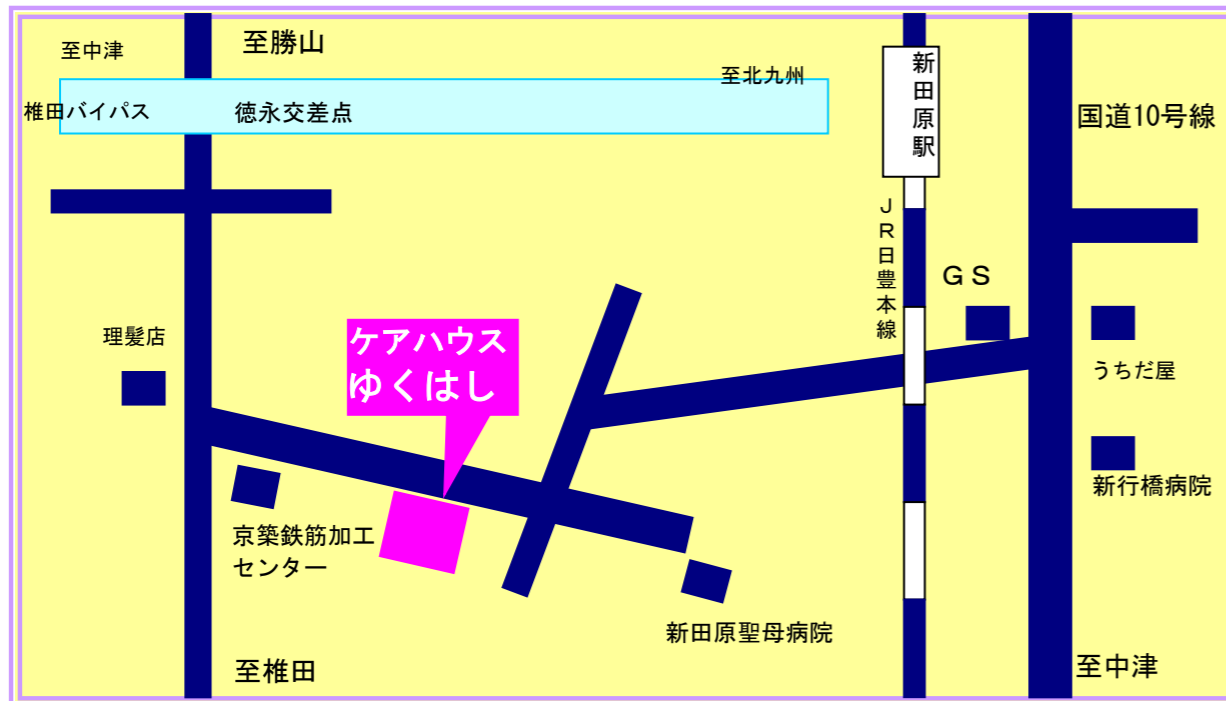 至中津
至勝山
至北九州
椎田バイパス
徳永交差点
新田原駅
国道10号線
JR日豊本線
GS
理髪店
ケアハウス
ゆくはし
うちだ屋
新行橋病院
京築鉄筋加工
センター
新田原聖母病院
至椎田
至中津